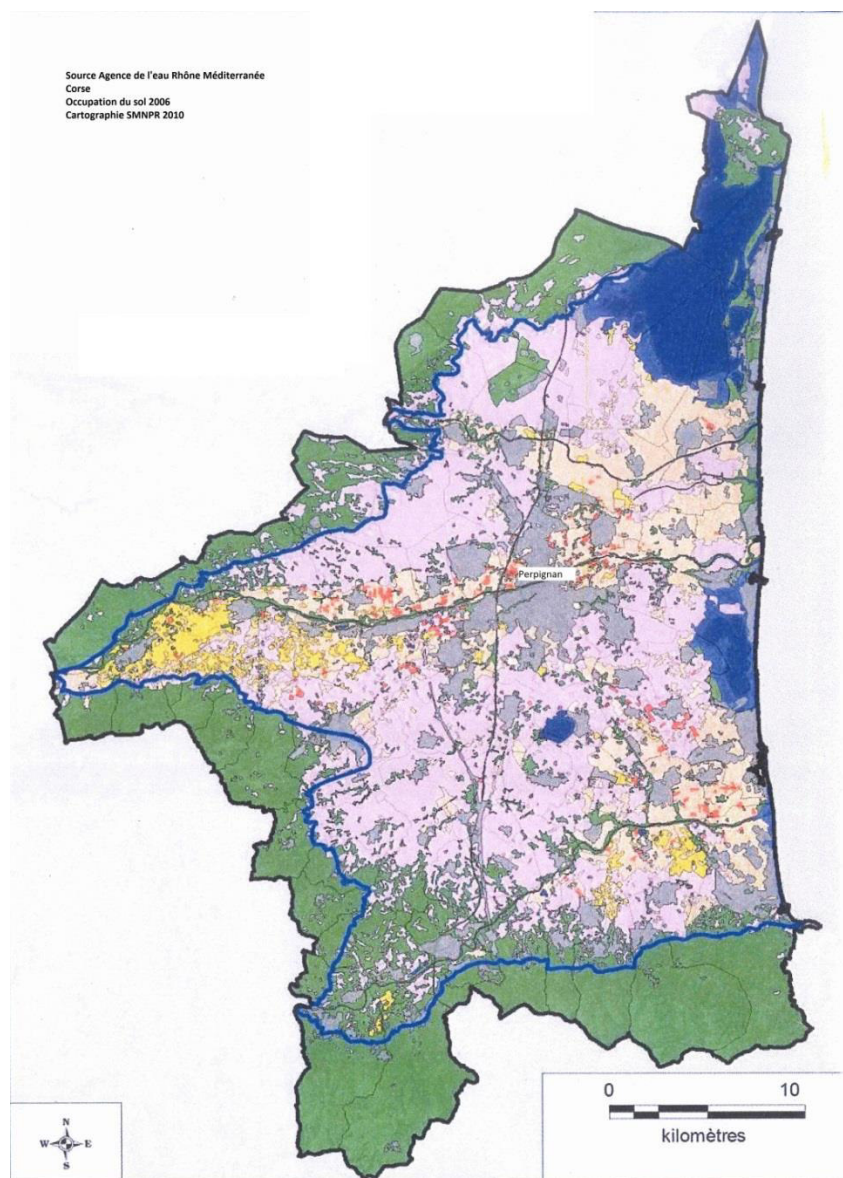 Source Agence de l'eau Rhône Méditerranée
Corse
Occupation du sol 2006
Cartographie SMNPR 2010
Perpignan
N
W E
S
0 10
kilomètres